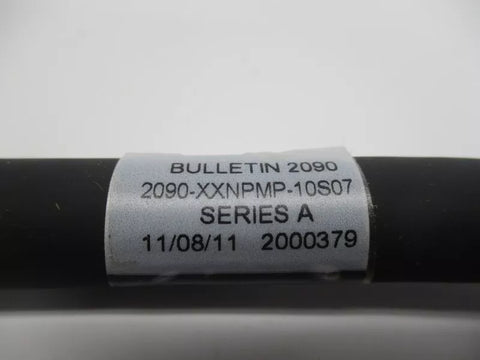 BULLETIN 2090
2090-XXNPMP-10S07
SERIES A
11/08/11 2000379